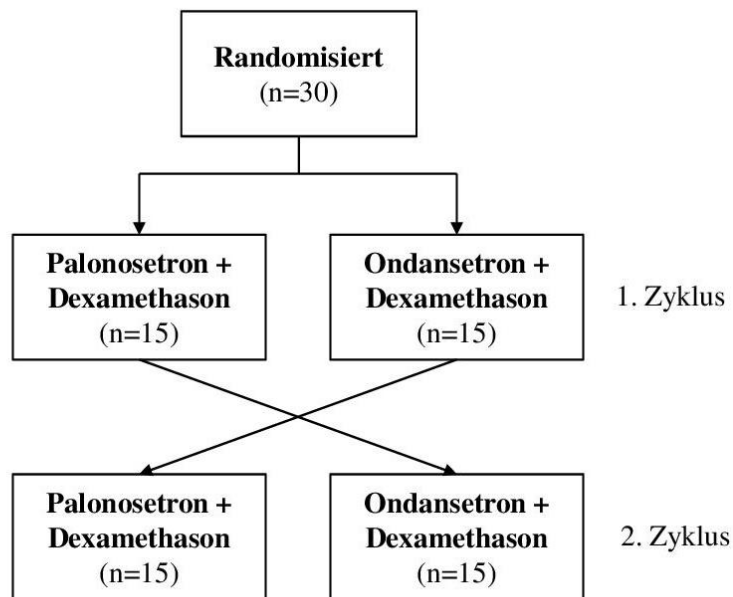 Randomisiert
(n=30)
Palonosetron +
Dexamethason
(n=15)
Ondansetron +
Dexamethason
(n=15)
1. Zyklus
Palonosetron +
Dexamethason
(n=15)
Ondansetron +
Dexamethason
(n=15)
2. Zyklus